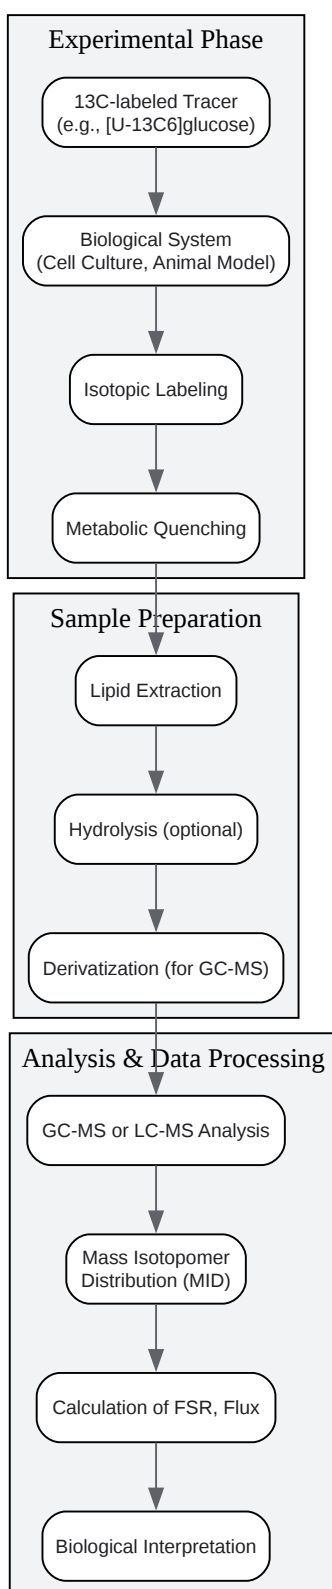 Experimental Phase
13C-labeled Tracer
(e.g., [U-13C6]glucose)
Biological System
(Cell Culture, Animal Model)
Isotopic Labeling
Metabolic Quenching
Sample Preparation
Lipid Extraction
Hydrolysis (optional)
Derivatization (for GC-MS)
Analysis & Data Processing
GC-MS or LC-MS Analysis
Mass Isotopomer
Distribution (MID)
Calculation of FSR, Flux
Biological Interpretation